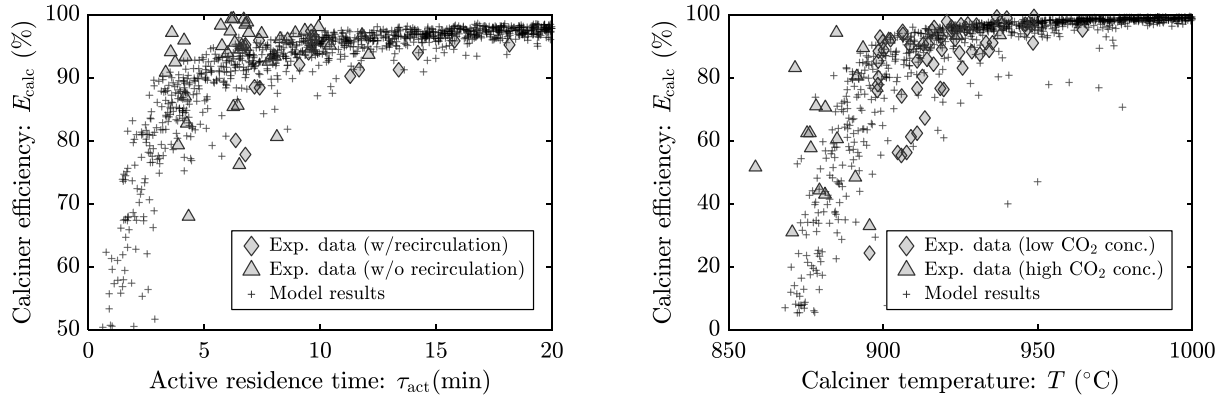 Calciner efficiency: E_calc (%)
100
90
80
70
60
50
0
5
10
15
20
Active residence time: τ_act(min)
Exp. data (w/recirculation)
Exp. data (w/o recirculation)
Model results
Calciner efficiency: E_calc (%)
100
80
60
40
20
0
850
900
950
1000
Calciner temperature: T (°C)
Exp. data (low CO₂ conc.)
Exp. data (high CO₂ conc.)
Model results